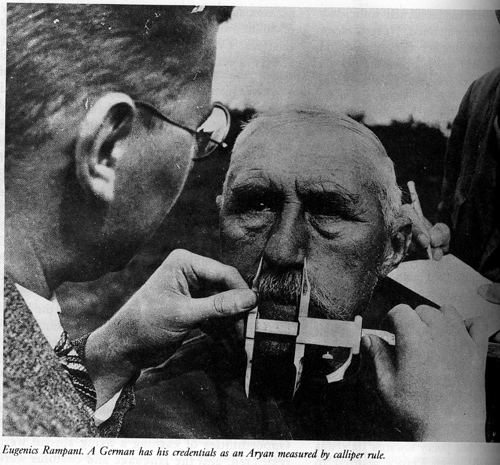 Eugenics Rampant. A German has his credentials as an Aryan measured by calliper rule.